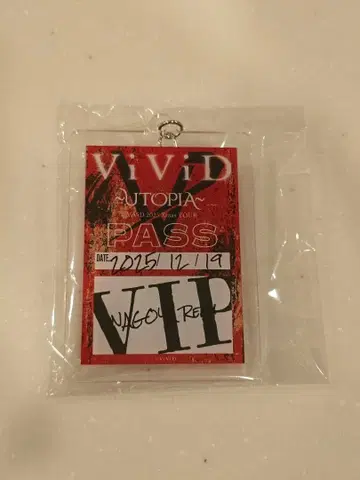 ViViD
~UTOPIA~
PASS
DATE: 2025/12/19
VIP